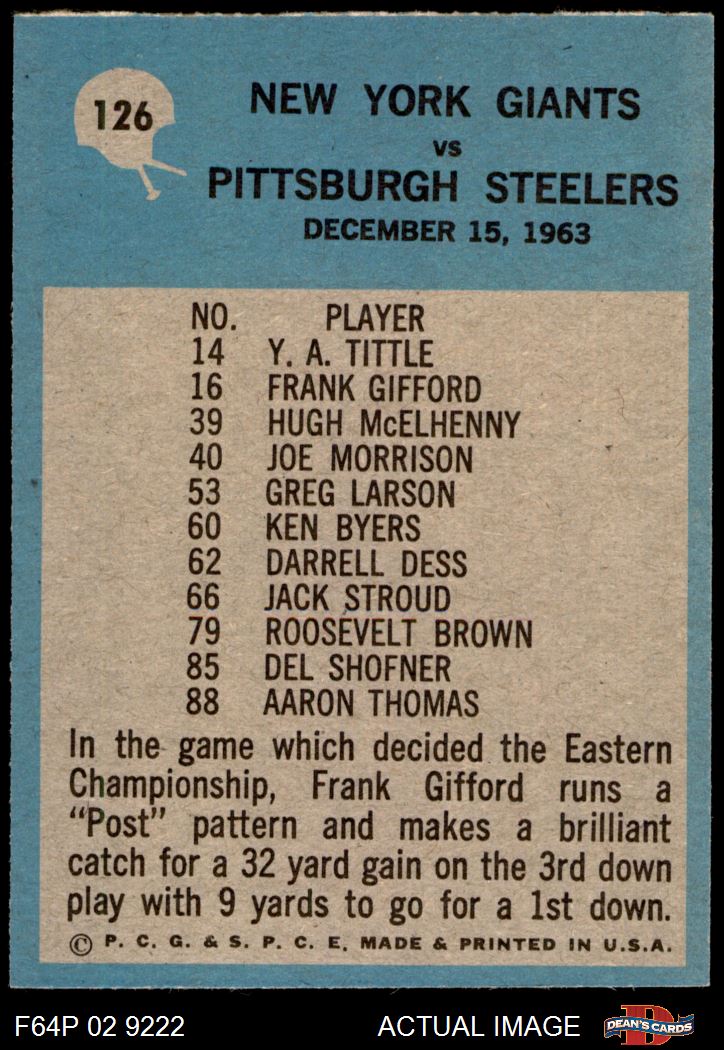 126
NEW YORK GIANTS
VS
PITTSBURGH STEELERS
DECEMBER 15, 1963
NO. PLAYER
14 Y. A. TITTLE
16 FRANK GIFFORD
39 HUGH McELHENNY
40 JOE MORRISON
53 GREG LARSON
60 KEN BYERS
62 DARRELL DESS
66 JACK STROUD
79 ROOSEVELT BROWN
85 DEL SHOFNER
88 AARON THOMAS
In the game which decided the Eastern
Championship, Frank Gifford runs a
"Post" pattern and makes a brilliant
catch for a 32 yard gain on the 3rd down
play with 9 yards to go for a 1st down.
© P. C. G. & S. P. C. E. MADE & PRINTED IN U.S.A.
F64P 02 9222 ACTUAL IMAGE D DEAN'S CARDS